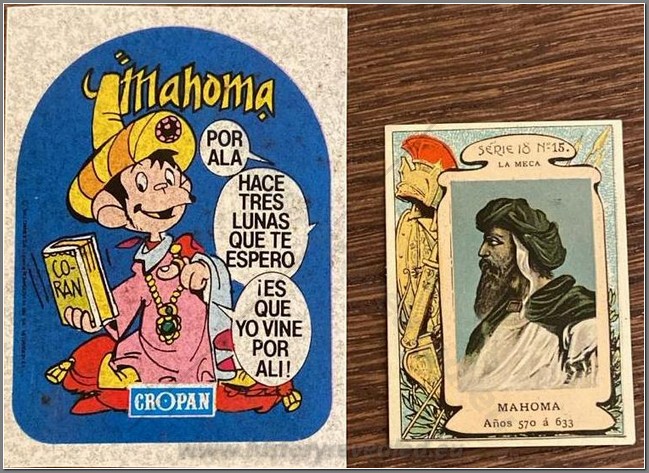 Mahoma
POR
ALA
HACE
TRES
LUNAS
QUE TE
ESPERO
¡ES
QUE
YO VINE
POR
ALI!
CO-
RAN
CROPAN
SERIE 18 Nº 15.
LA MECA
MAHOMA
Años 570 á 633